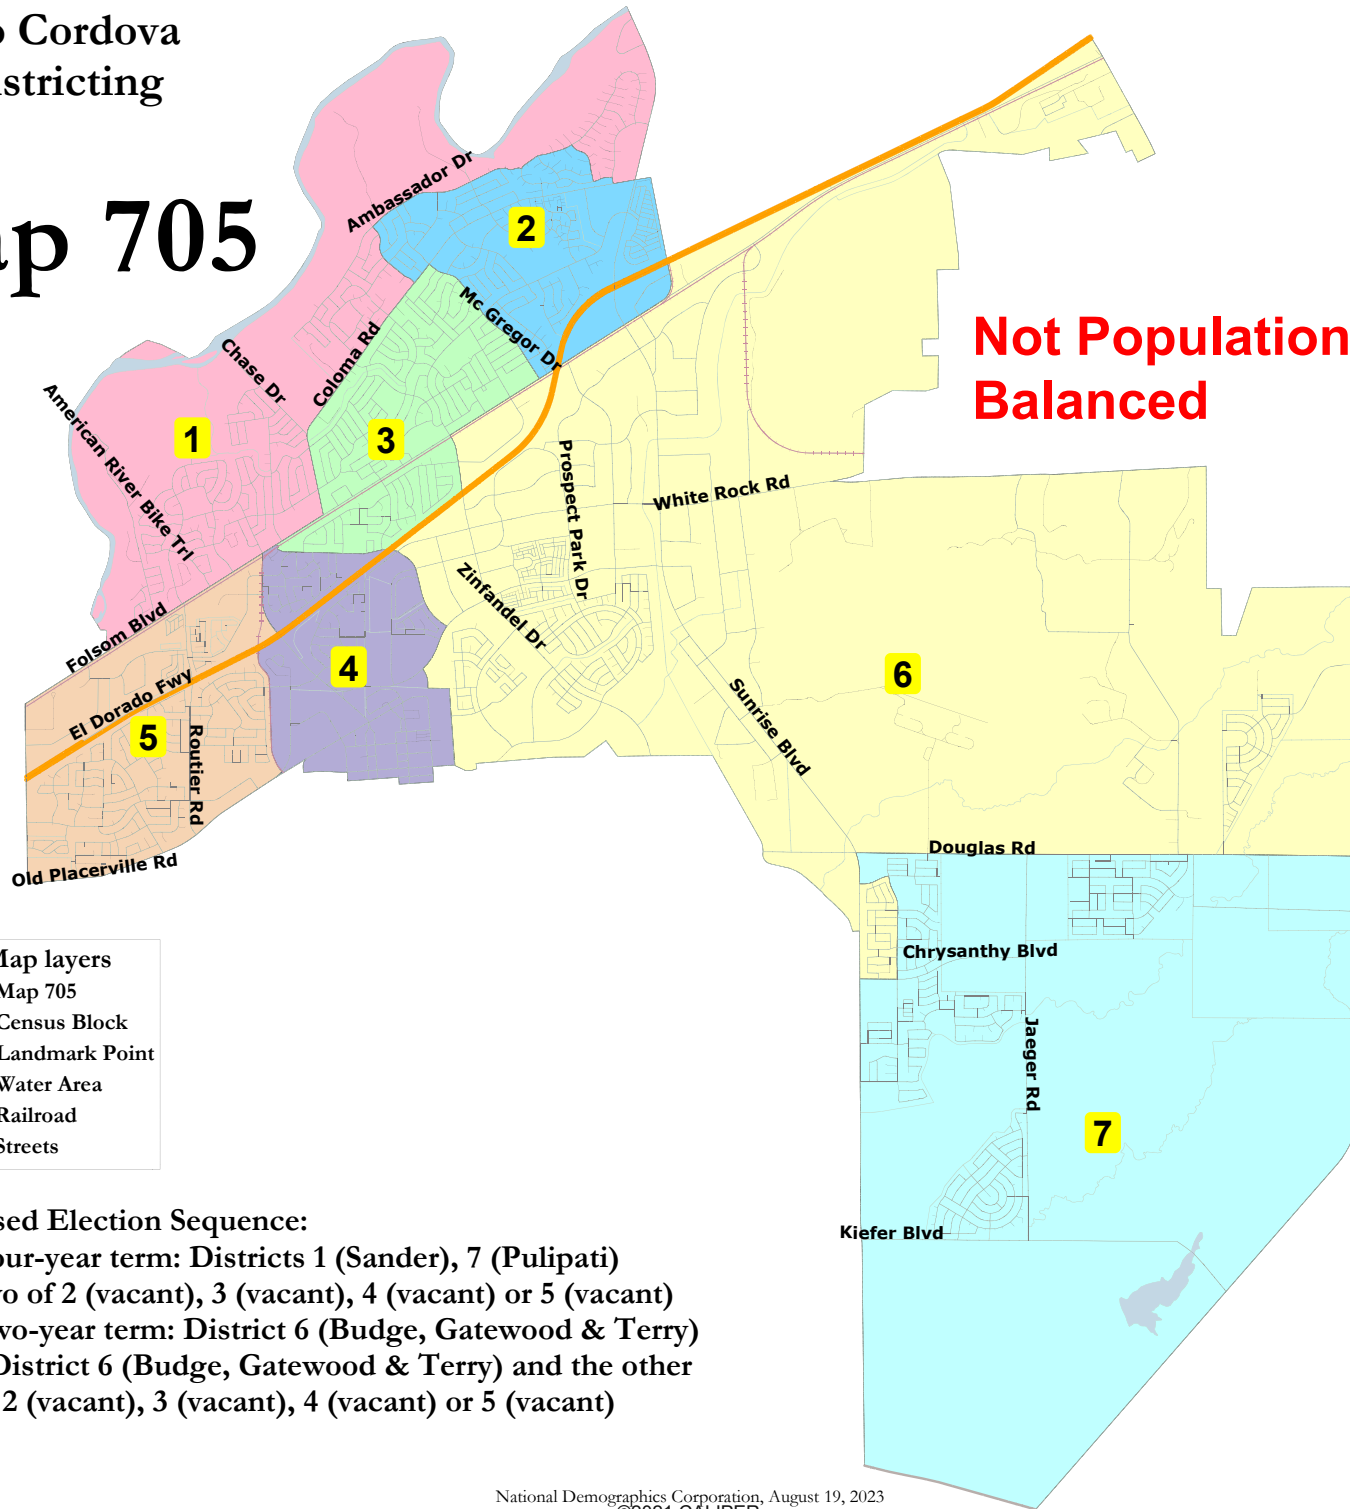 o Cordova
istricting
ap 705
Ambassador Dr
2
Mc Gregor Dr
Not Population
Balanced
Chase Dr
Coloma Rd
American River Bike Trl
1
3
Prospect Park Dr
White Rock Rd
Zinfandel Dr
Folsom Blvd
4
6
El Dorado Fwy
5
Routier Rd
Sunrise Blvd
Old Placerville Rd
Douglas Rd
Chrysanthy Blvd
Jaeger Rd
7
Kiefer Blvd
Map layers
Map 705
Census Block
Landmark Point
Water Area
Railroad
Streets
sed Election Sequence:
our-year term: Districts 1 (Sander), 7 (Pulipati)
vo of 2 (vacant), 3 (vacant), 4 (vacant) or 5 (vacant)
wo-year term: District 6 (Budge, Gatewood & Terry)
District 6 (Budge, Gatewood & Terry) and the other
2 (vacant), 3 (vacant), 4 (vacant) or 5 (vacant)
National Demographics Corporation, August 19, 2023
©2021 CALIPER